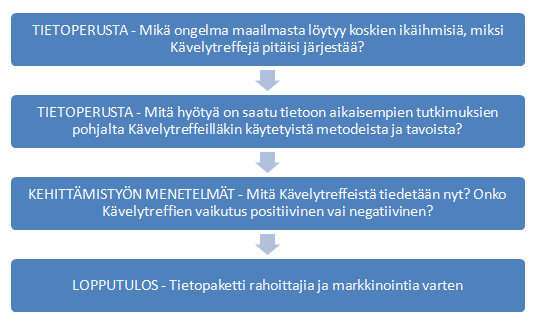 TIETOPERUSTA - Mikä ongelma maailmasta löytyy koskien ikäihmisiä, miksi
Kävelytreffejä pitäisi järjestää?
TIETOPERUSTA - Mitä hyötyä on saatu tietoon aikaisempien tutkimuksien
pohjalta Kävelytreffeilläkin käytetyistä metodeista ja tavoista?
KEHITTÄMISTYÖN MENETELMÄT - Mitä Kävelytreffeistä tiedetään nyt? Onko
Kävelytreffien vaikutus positiivinen vai negatiivinen?
LOPPUTULOS - Tietopaketti rahoittajia ja markkinointia varten